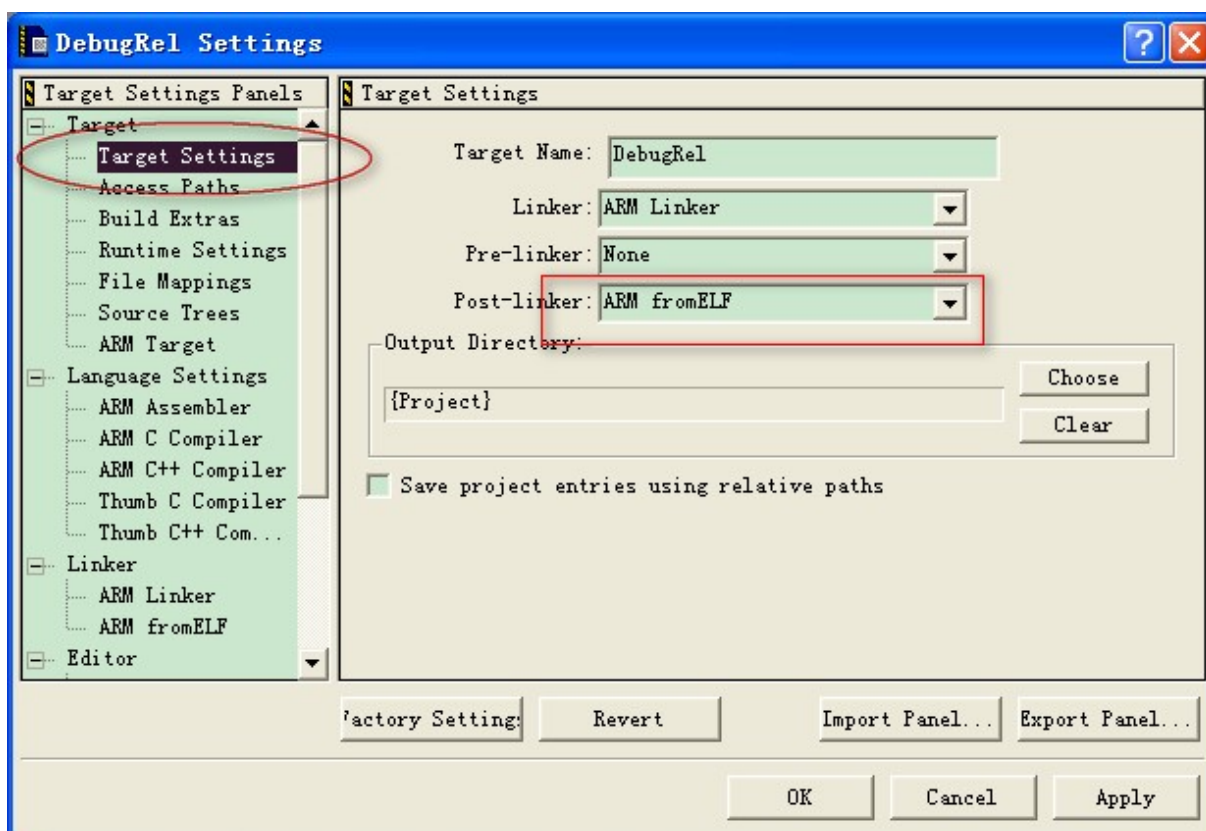 DebugRel Settings
Target Settings Panels
Target
Target Settings
Access Paths
Build Extras
Runtime Settings
File Mappings
Source Trees
ARM Target
Language Settings
ARM Assembler
ARM C Compiler
ARM C++ Compiler
Thumb C Compiler
Thumb C++ Com...
Linker
ARM Linker
ARM fromELF
Editor
Target Settings
Target Name: DebugRel
Linker: ARM Linker
Pre-linker: None
Post-linker: ARM fromELF
Output Directory:
{Project}
Choose
Clear
Save project entries using relative paths
actory Setting
Revert
Import Panel...
Export Panel...
OK
Cancel
Apply